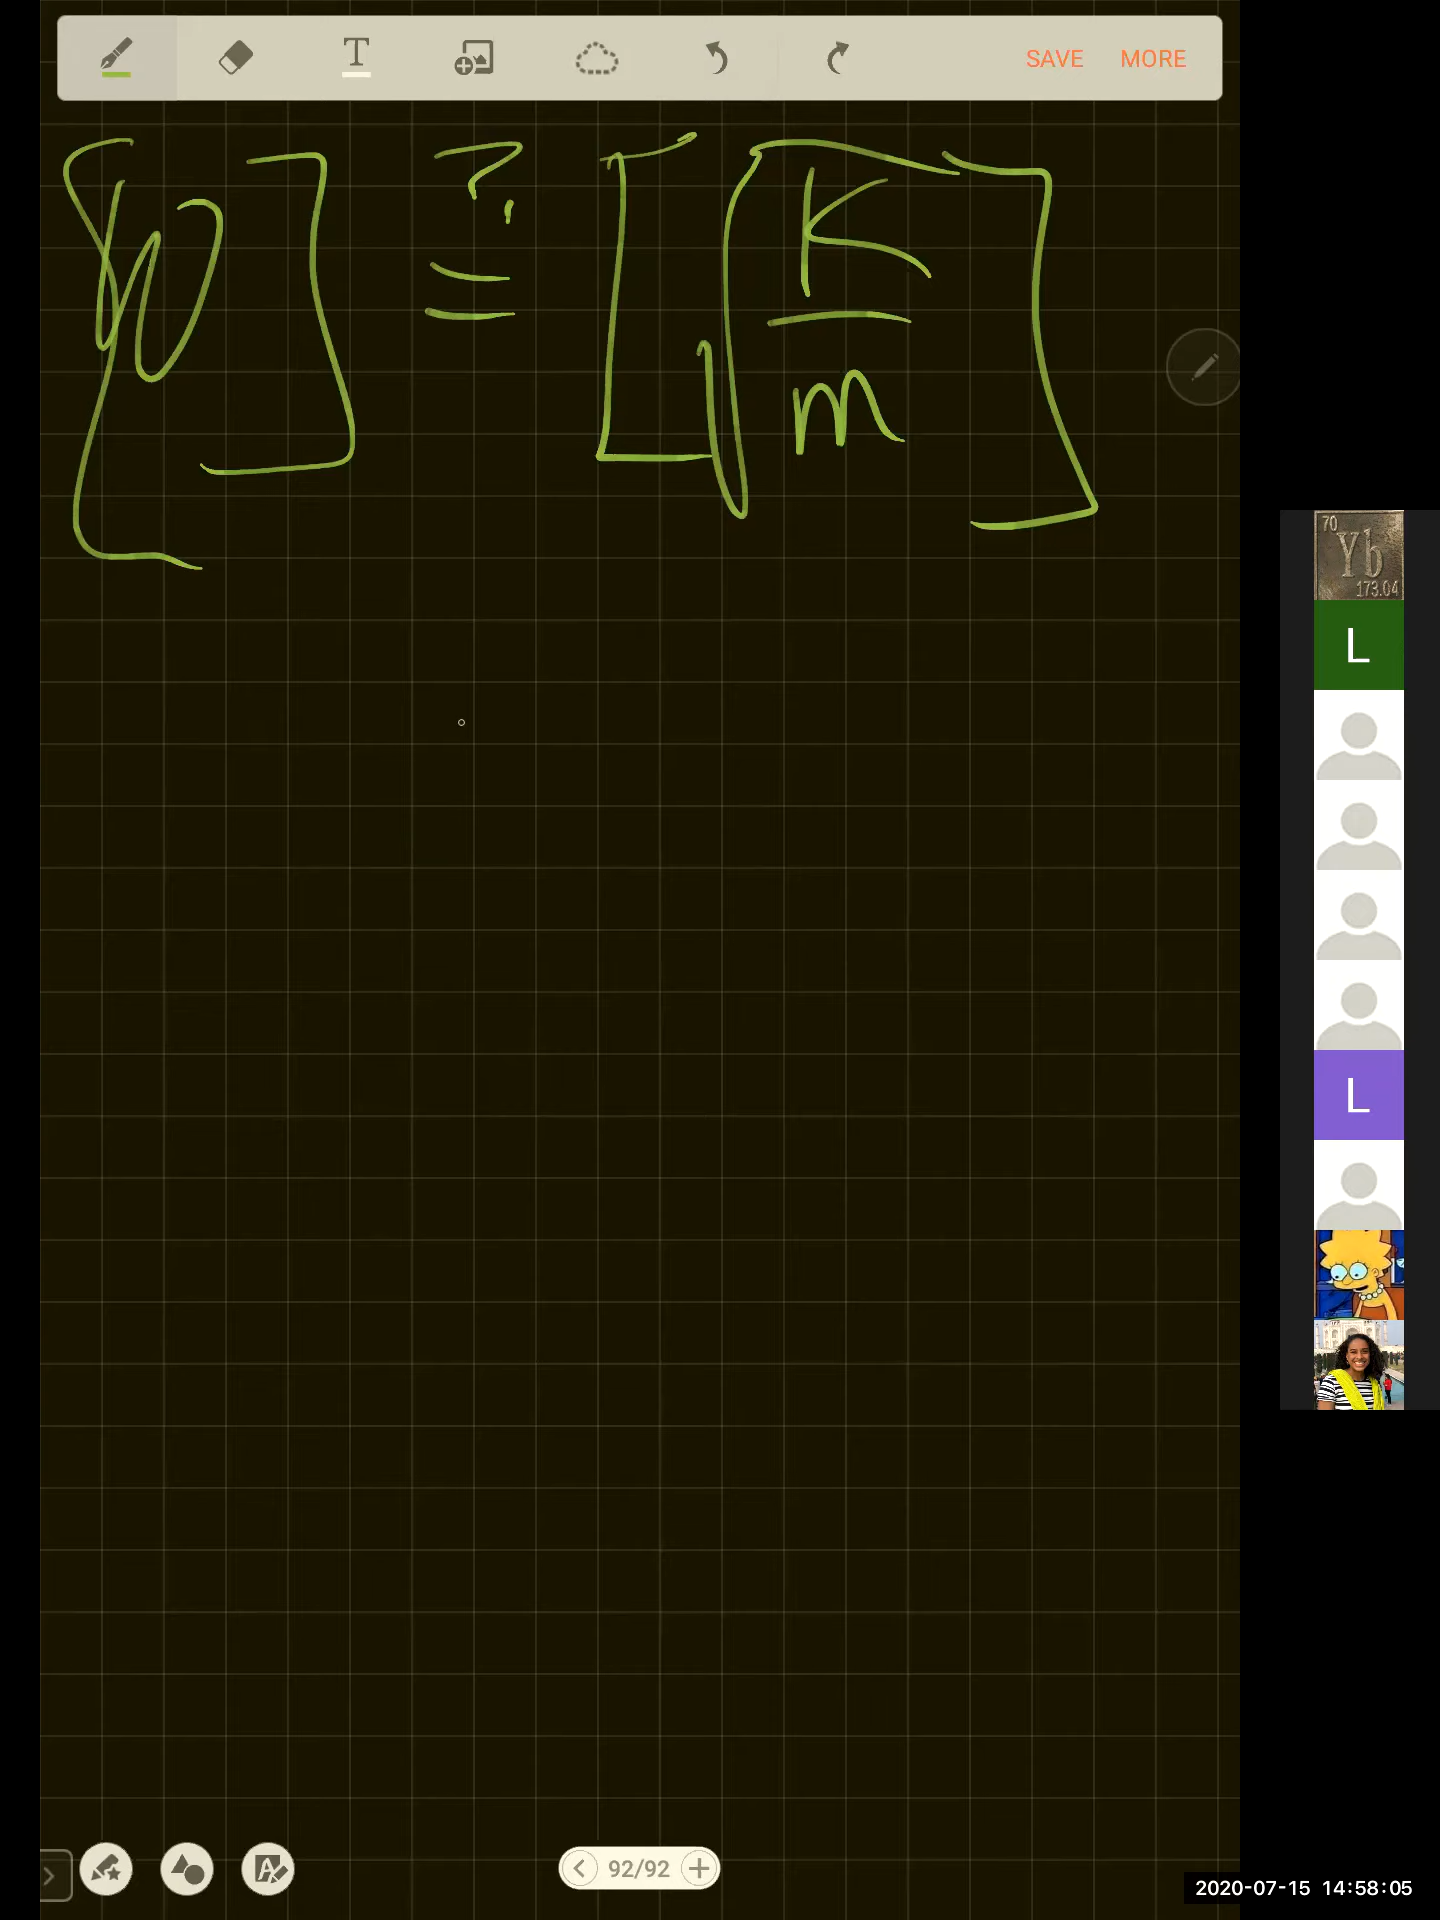 T SAVE MORE
[ω] ?= [√K/m]
70
Yb
173.04
L
L
A
92/92
2020-07-15 14:58:05